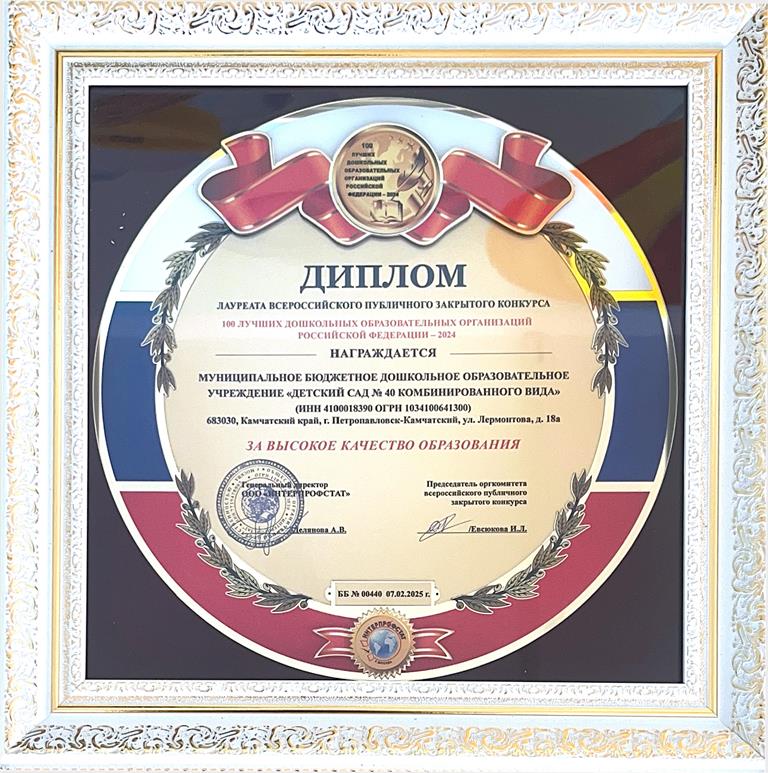 100
ЛУЧШИХ
ДОШКОЛЬНЫХ
ОБРАЗОВАТЕЛЬНЫХ
ОРГАНИЗАЦИЙ
РОССИЙСКОЙ
ФЕДЕРАЦИИ – 2024
ДИПЛОМ
ЛАУРЕАТА ВСЕРОССИЙСКОГО ПУБЛИЧНОГО ЗАКРЫТОГО КОНКУРСА
100 ЛУЧШИХ ДОШКОЛЬНЫХ ОБРАЗОВАТЕЛЬНЫХ ОРГАНИЗАЦИЙ
РОССИЙСКОЙ ФЕДЕРАЦИИ – 2024
НАГРАЖДАЕТСЯ
МУНИЦИПАЛЬНОЕ БЮДЖЕТНОЕ ДОШКОЛЬНОЕ ОБРАЗОВАТЕЛЬНОЕ
УЧРЕЖДЕНИЕ «ДЕТСКИЙ САД № 40 КОМБИНИРОВАННОГО ВИДА»
(ИНН 4100018390 ОГРН 1034100641300)
683030, Камчатский край, г. Петропавловск-Камчатский, ул. Лермонтова, д. 18а
ЗА ВЫСОКОЕ КАЧЕСТВО ОБРАЗОВАНИЯ
Генеральный директор
ООО «ИНТЕРПРОФСТАТ»
/Делянова А.В.
Председатель оргкомитета
всероссийского публичного
закрытого конкурса
/Евсюкова И.Л.
ББ № 00440 07.02.2025 г.
ИНТЕРПРОФСТАТ